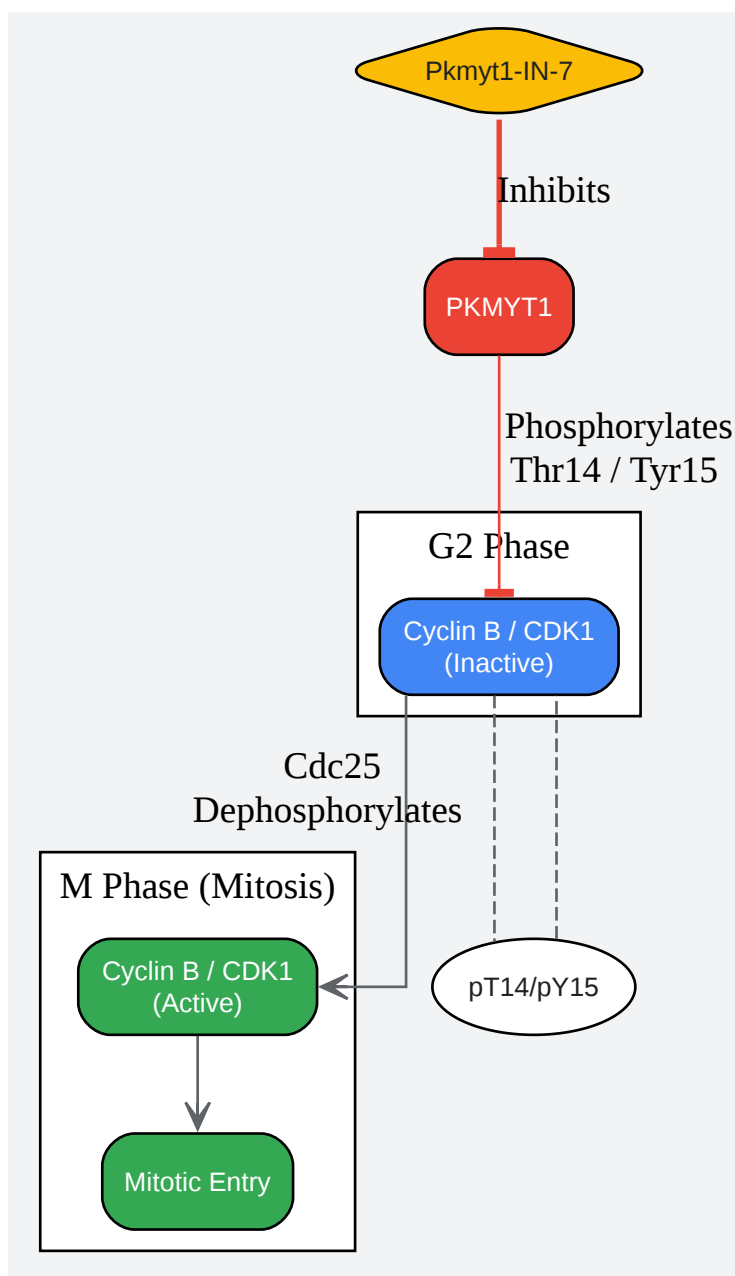 Pkmyt1-IN-7
Inhibits
PKMYT1
Phosphorylates
Thr14 / Tyr15
G2 Phase
Cyclin B / CDK1
(Inactive)
Cdc25
Dephosphorylates
M Phase (Mitosis)
Cyclin B / CDK1
(Active)
pT14/pY15
Mitotic Entry